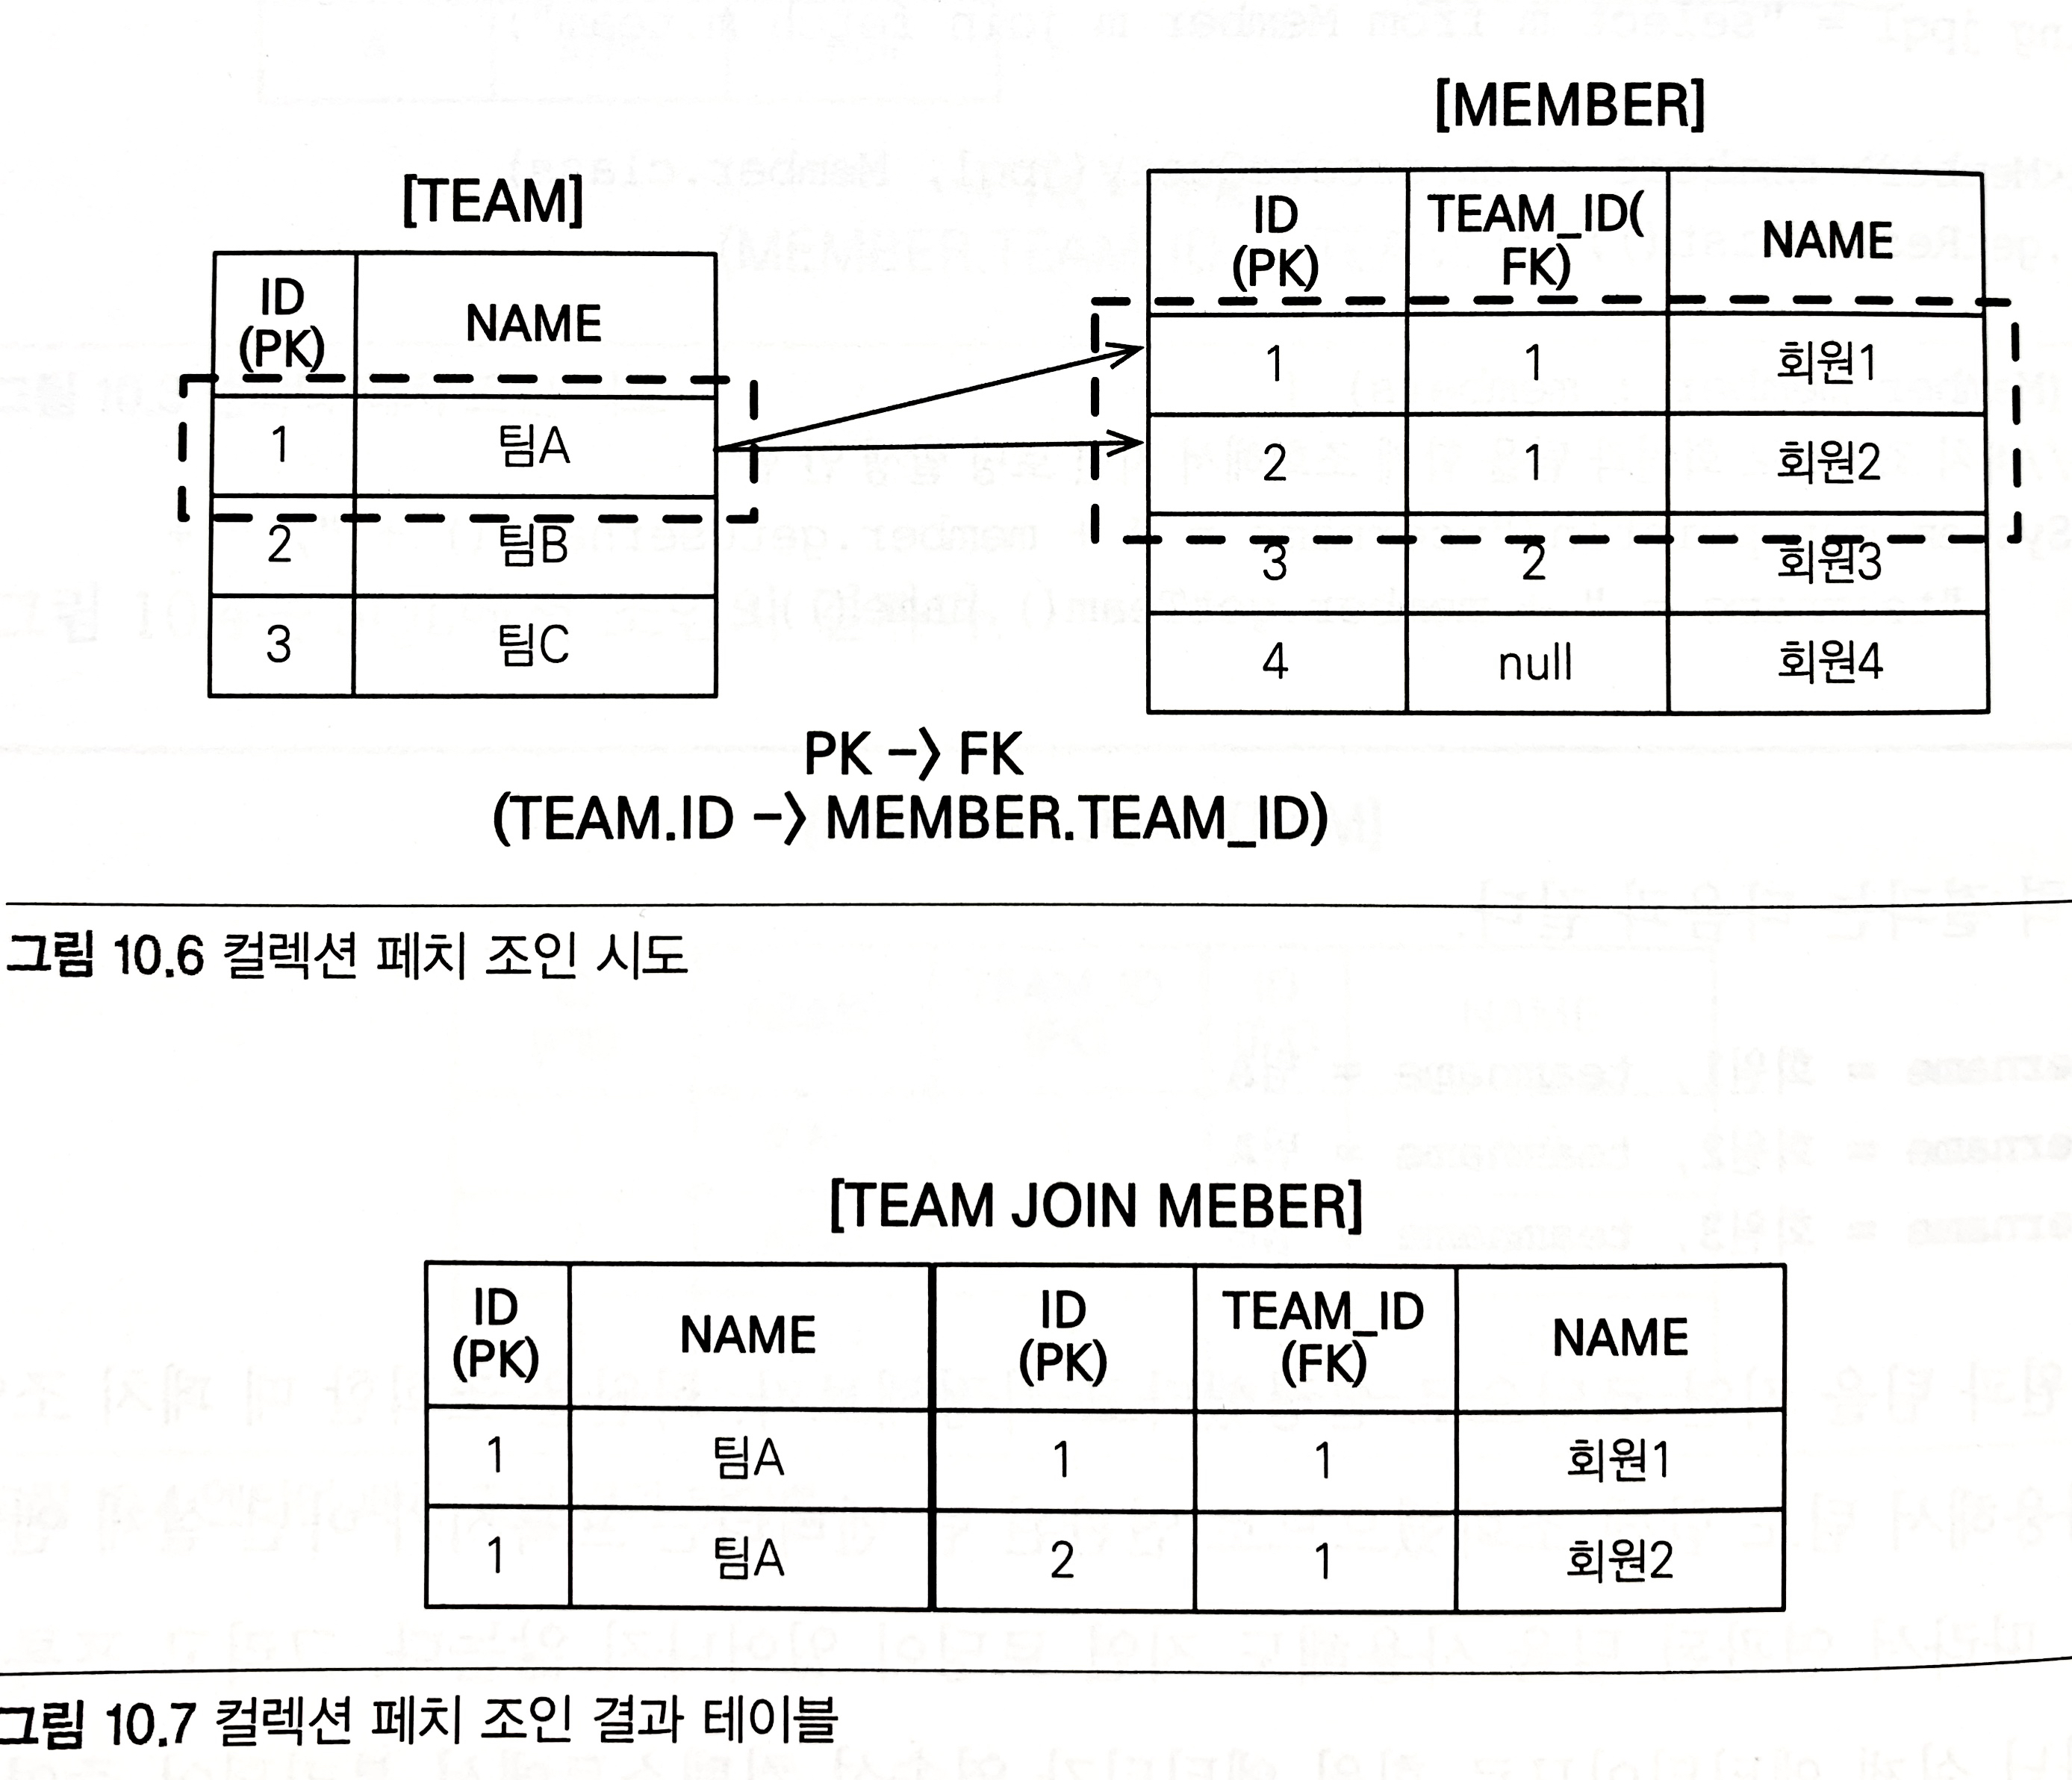 [TEAM]
ID (PK) NAME
1 팀A
2 팀B
3 팀C
[MEMBER]
ID (PK) TEAM_ID( FK) NAME
1 1 회원1
2 1 회원2
3 2 회원3
4 null 회원4
PK -> FK
(TEAM.ID -> MEMBER.TEAM_ID)
그림 10.6 컬렉션 페치 조인 시도
[TEAM JOIN MEBER]
ID (PK) NAME ID (PK) TEAM_ID (FK) NAME
1 팀A 1 1 회원1
1 팀A 2 1 회원2
그림 10.7 컬렉션 페치 조인 결과 테이블